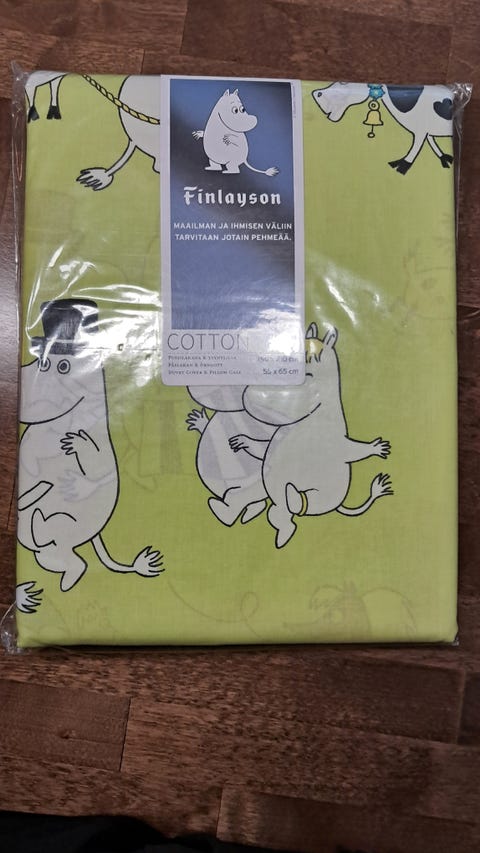 Finlayson
MAAILMAN JA IHMISEN VÄLIIN
TARVITAAN JOTAIN PEHMEÄÄ.
COTTON
PUSSILAKANA & TYYNYLIINA
PÅSLAKAN & ÖRNGOTT
DUVET COVER & PILLOW CASE 55 x 65 cm